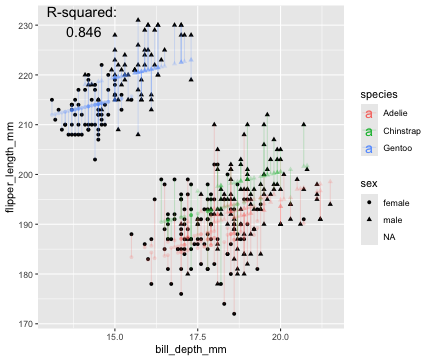 R-squared:
0.846
230
220
210
200
190
180
170
flipper_length_mm
15.0
17.5
20.0
bill_depth_mm
species
a Adelie
a Chinstrap
a Gentoo
sex
female
male
NA